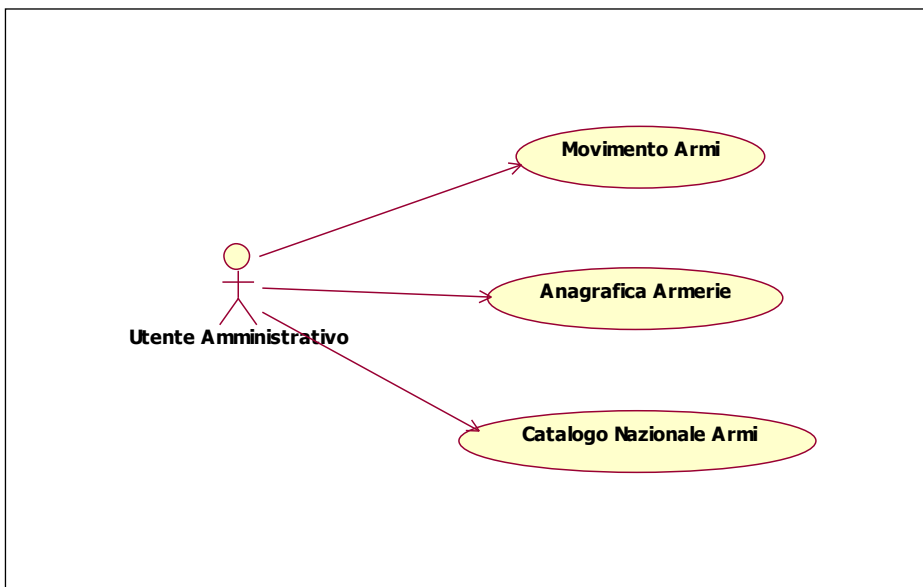 Movimento Armi
Anagrafica Armerie
Utente Amministrativo
Catalogo Nazionale Armi